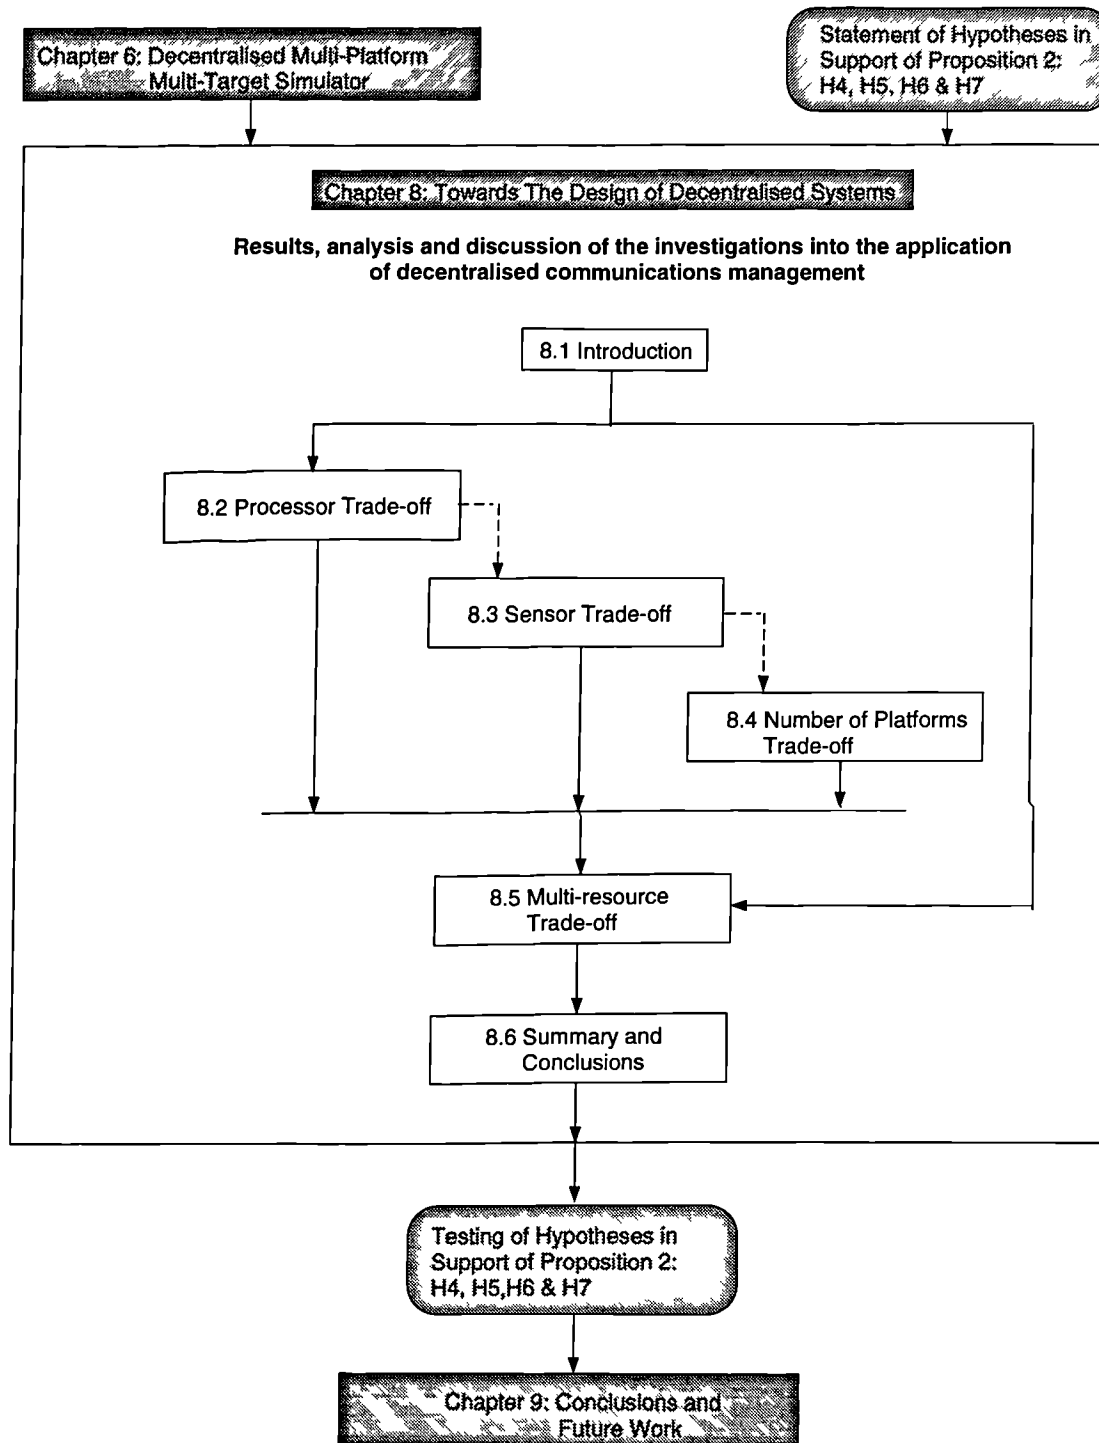 Chapter 6: Decentralised Multi-Platform
Multi-Target Simulator
Statement of Hypotheses in
Support of Proposition 2:
H4, H5, H6 & H7
Chapter 8: Towards The Design of Decentralised Systems
Results, analysis and discussion of the investigations into the application
of decentralised communications management
8.1 Introduction
8.2 Processor Trade-off
8.3 Sensor Trade-off
8.4 Number of Platforms
Trade-off
8.5 Multi-resource
Trade-off
8.6 Summary and
Conclusions
Testing of Hypotheses in
Support of Proposition 2:
H4, H5,H6 & H7
Chapter 9: Conclusions and
Future Work